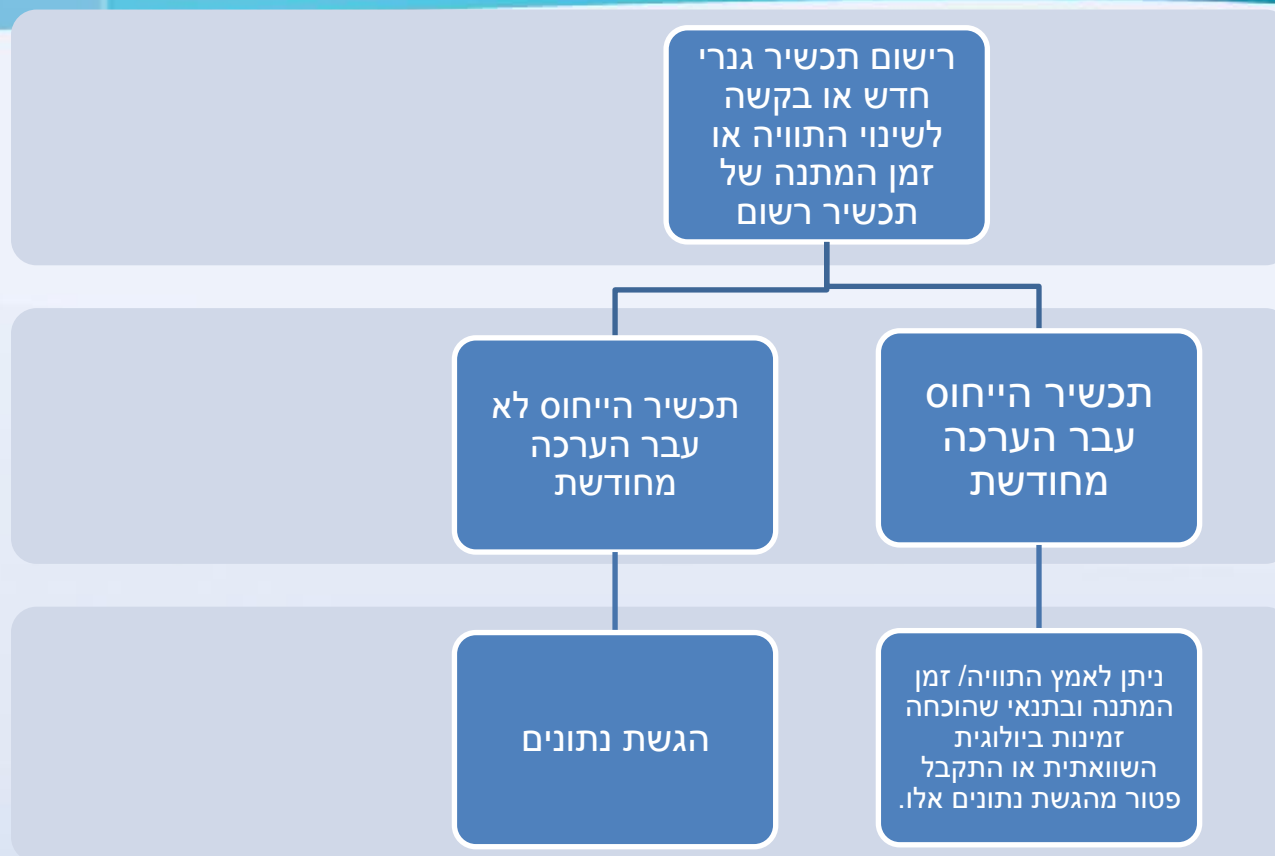 רישום תכשיר גנרי
חדש או בקשה
לשינוי התוויה או
זמן המתנה של
תכשיר רשום
תכשיר הייחוס
עבר הערכה
מחודשת
תכשיר הייחוס לא
עבר הערכה
מחודשת
ניתן לאמץ התוויה/ זמן
המתנה ובתנאי שהוכחה
זמינות ביולוגית
השוואתית או התקבל
פטור מהגשת נתונים אלו.
הגשת נתונים